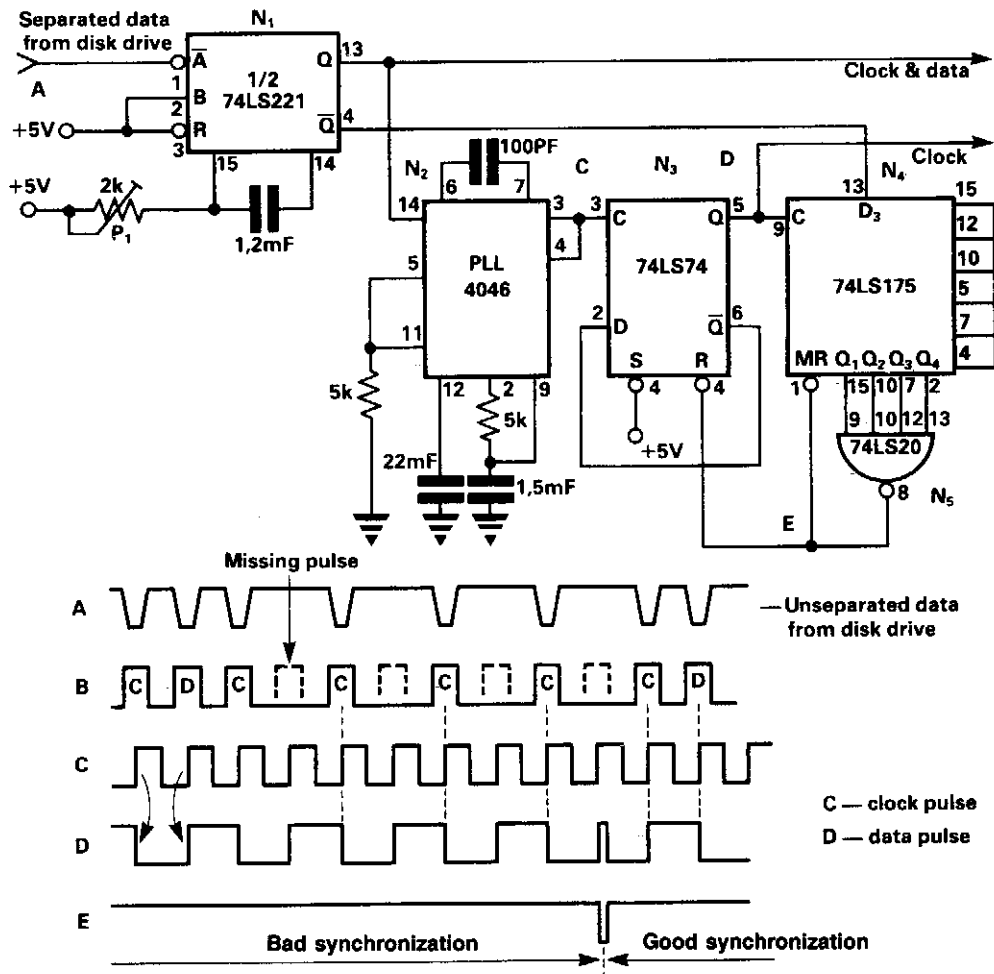 Separated data
from disk drive
A
N1
Ā
1
B
2
R
3
1/2
74LS221
Q
13
Q̅
4
15
14
+5V
+5V
2k
P1
1,2mF
Clock & data
Clock
N2
100PF
6
7
14
5
11
12
2
9
3
4
PLL
4046
5k
5k
22mF
1,5mF
C
N3
D
3
C
Q
5
74LS74
2
D
Q̅
6
S
R
4
4
+5V
N4
13
D3
9
C
74LS175
15
12
10
5
7
4
MR
Q1
Q2
Q3
Q4
1
15
10
7
2
9
10
12
13
74LS20
8
N5
E
Missing pulse
A
—Unseparated data
from disk drive
B
C
D
C
C
C
C
C
D
C
C — clock pulse
D
D — data pulse
E
Bad synchronization
Good synchronization